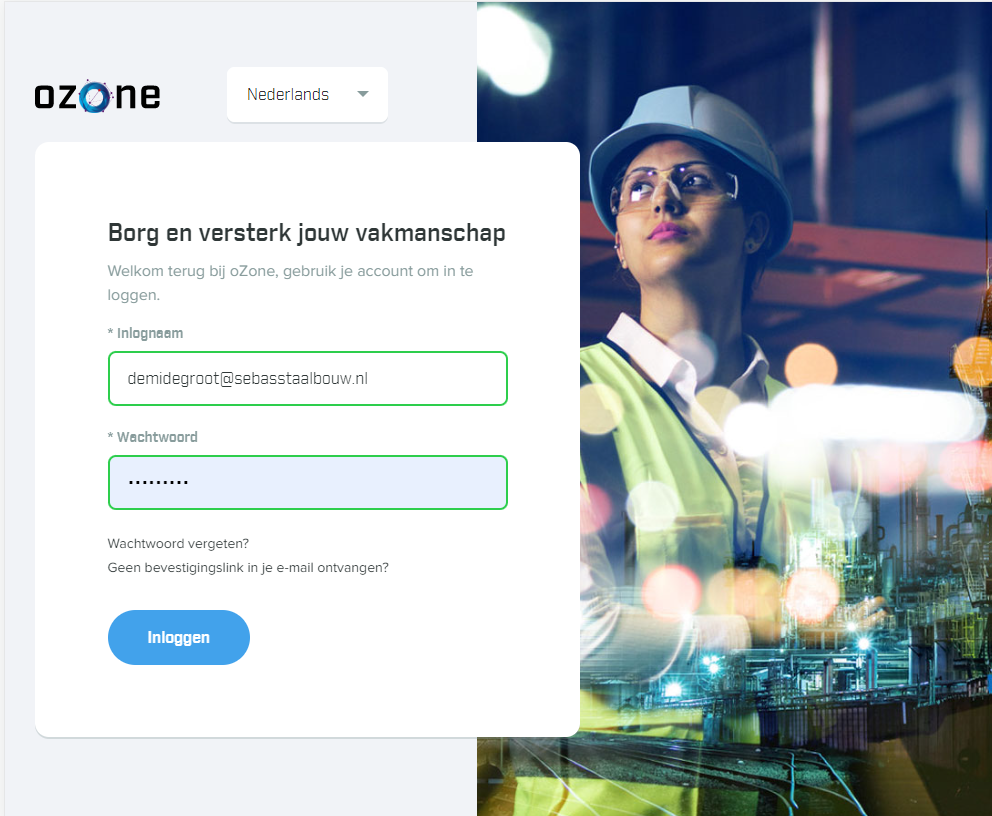 ozone
Nederlands
Borg en versterk jouw vakmanschap
Welkom terug bij oZone, gebruik je account om in te
loggen.
* Inlognaam
demidegroot@sebasstaalbouw.nl
* Wachtwoord
•••••••••
Wachtwoord vergeten?
Geen bevestigingslink in je e-mail ontvangen?
Inloggen